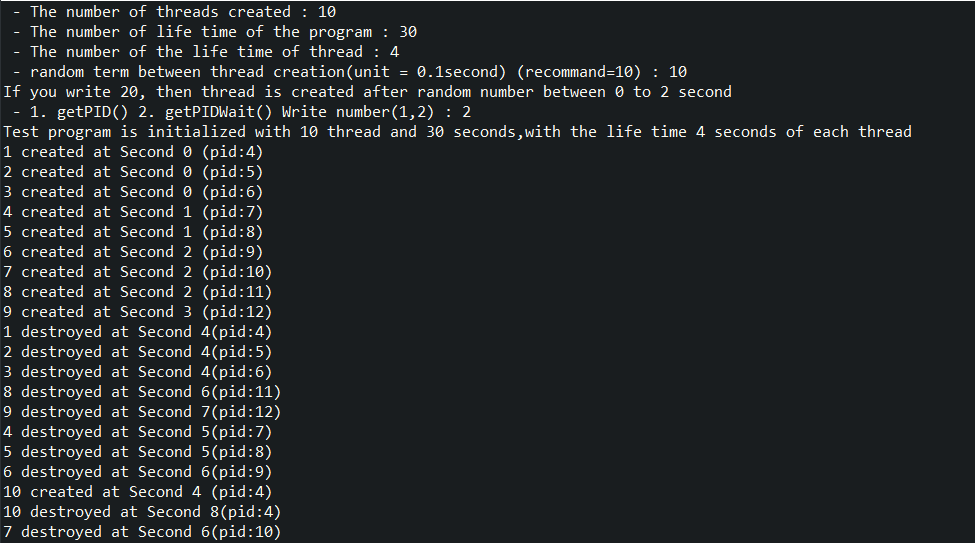 - The number of threads created : 10
- The number of life time of the program : 30
- The number of the life time of thread : 4
- random term between thread creation(unit = 0.1second) (recommand=10) : 10
If you write 20, then thread is created after random number between 0 to 2 second
- 1. getPID() 2. getPIDWait() Write number(1,2) : 2
Test program is initialized with 10 thread and 30 seconds,with the life time 4 seconds of each thread
1 created at Second 0 (pid:4)
2 created at Second 0 (pid:5)
3 created at Second 0 (pid:6)
4 created at Second 1 (pid:7)
5 created at Second 1 (pid:8)
6 created at Second 2 (pid:9)
7 created at Second 2 (pid:10)
8 created at Second 2 (pid:11)
9 created at Second 3 (pid:12)
1 destroyed at Second 4(pid:4)
2 destroyed at Second 4(pid:5)
3 destroyed at Second 4(pid:6)
8 destroyed at Second 6(pid:11)
9 destroyed at Second 7(pid:12)
4 destroyed at Second 5(pid:7)
5 destroyed at Second 5(pid:8)
6 destroyed at Second 6(pid:9)
10 created at Second 4 (pid:4)
10 destroyed at Second 8(pid:4)
7 destroyed at Second 6(pid:10)